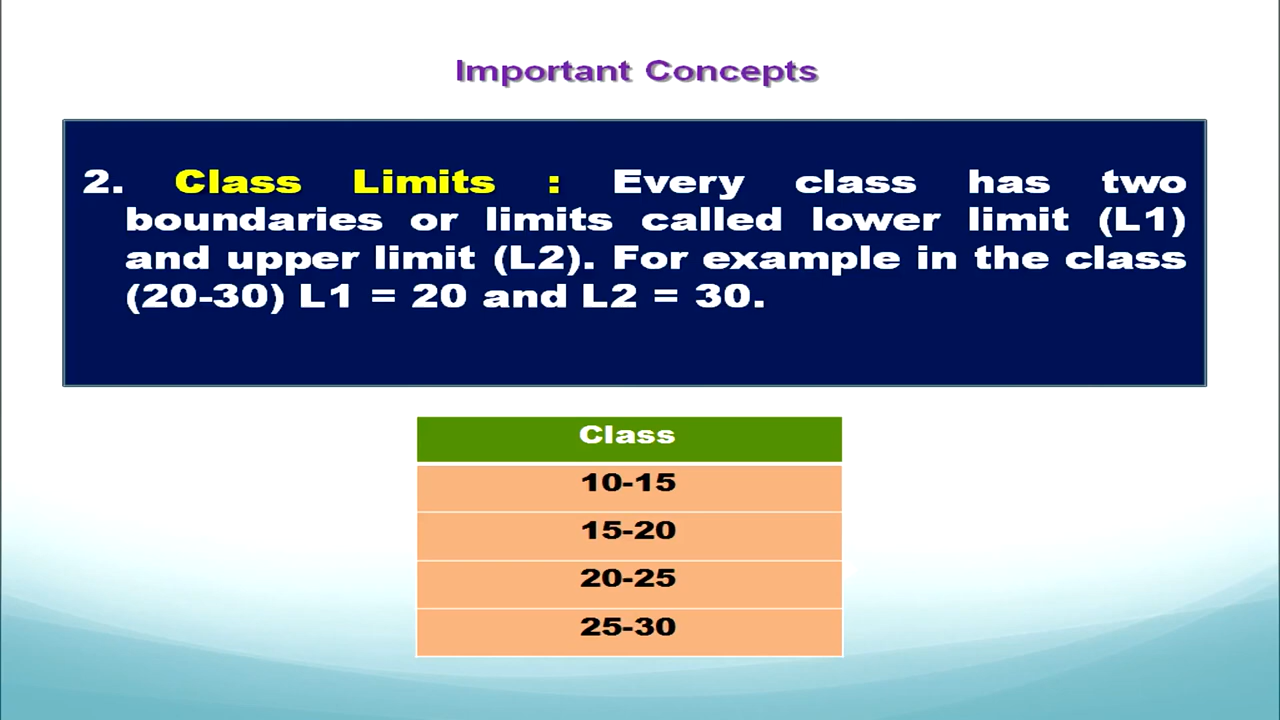 Important Concepts
2. Class Limits : Every class has two
boundaries or limits called lower limit (L1)
and upper limit (L2). For example in the class
(20-30) L1 = 20 and L2 = 30.
Class
10-15
15-20
20-25
25-30